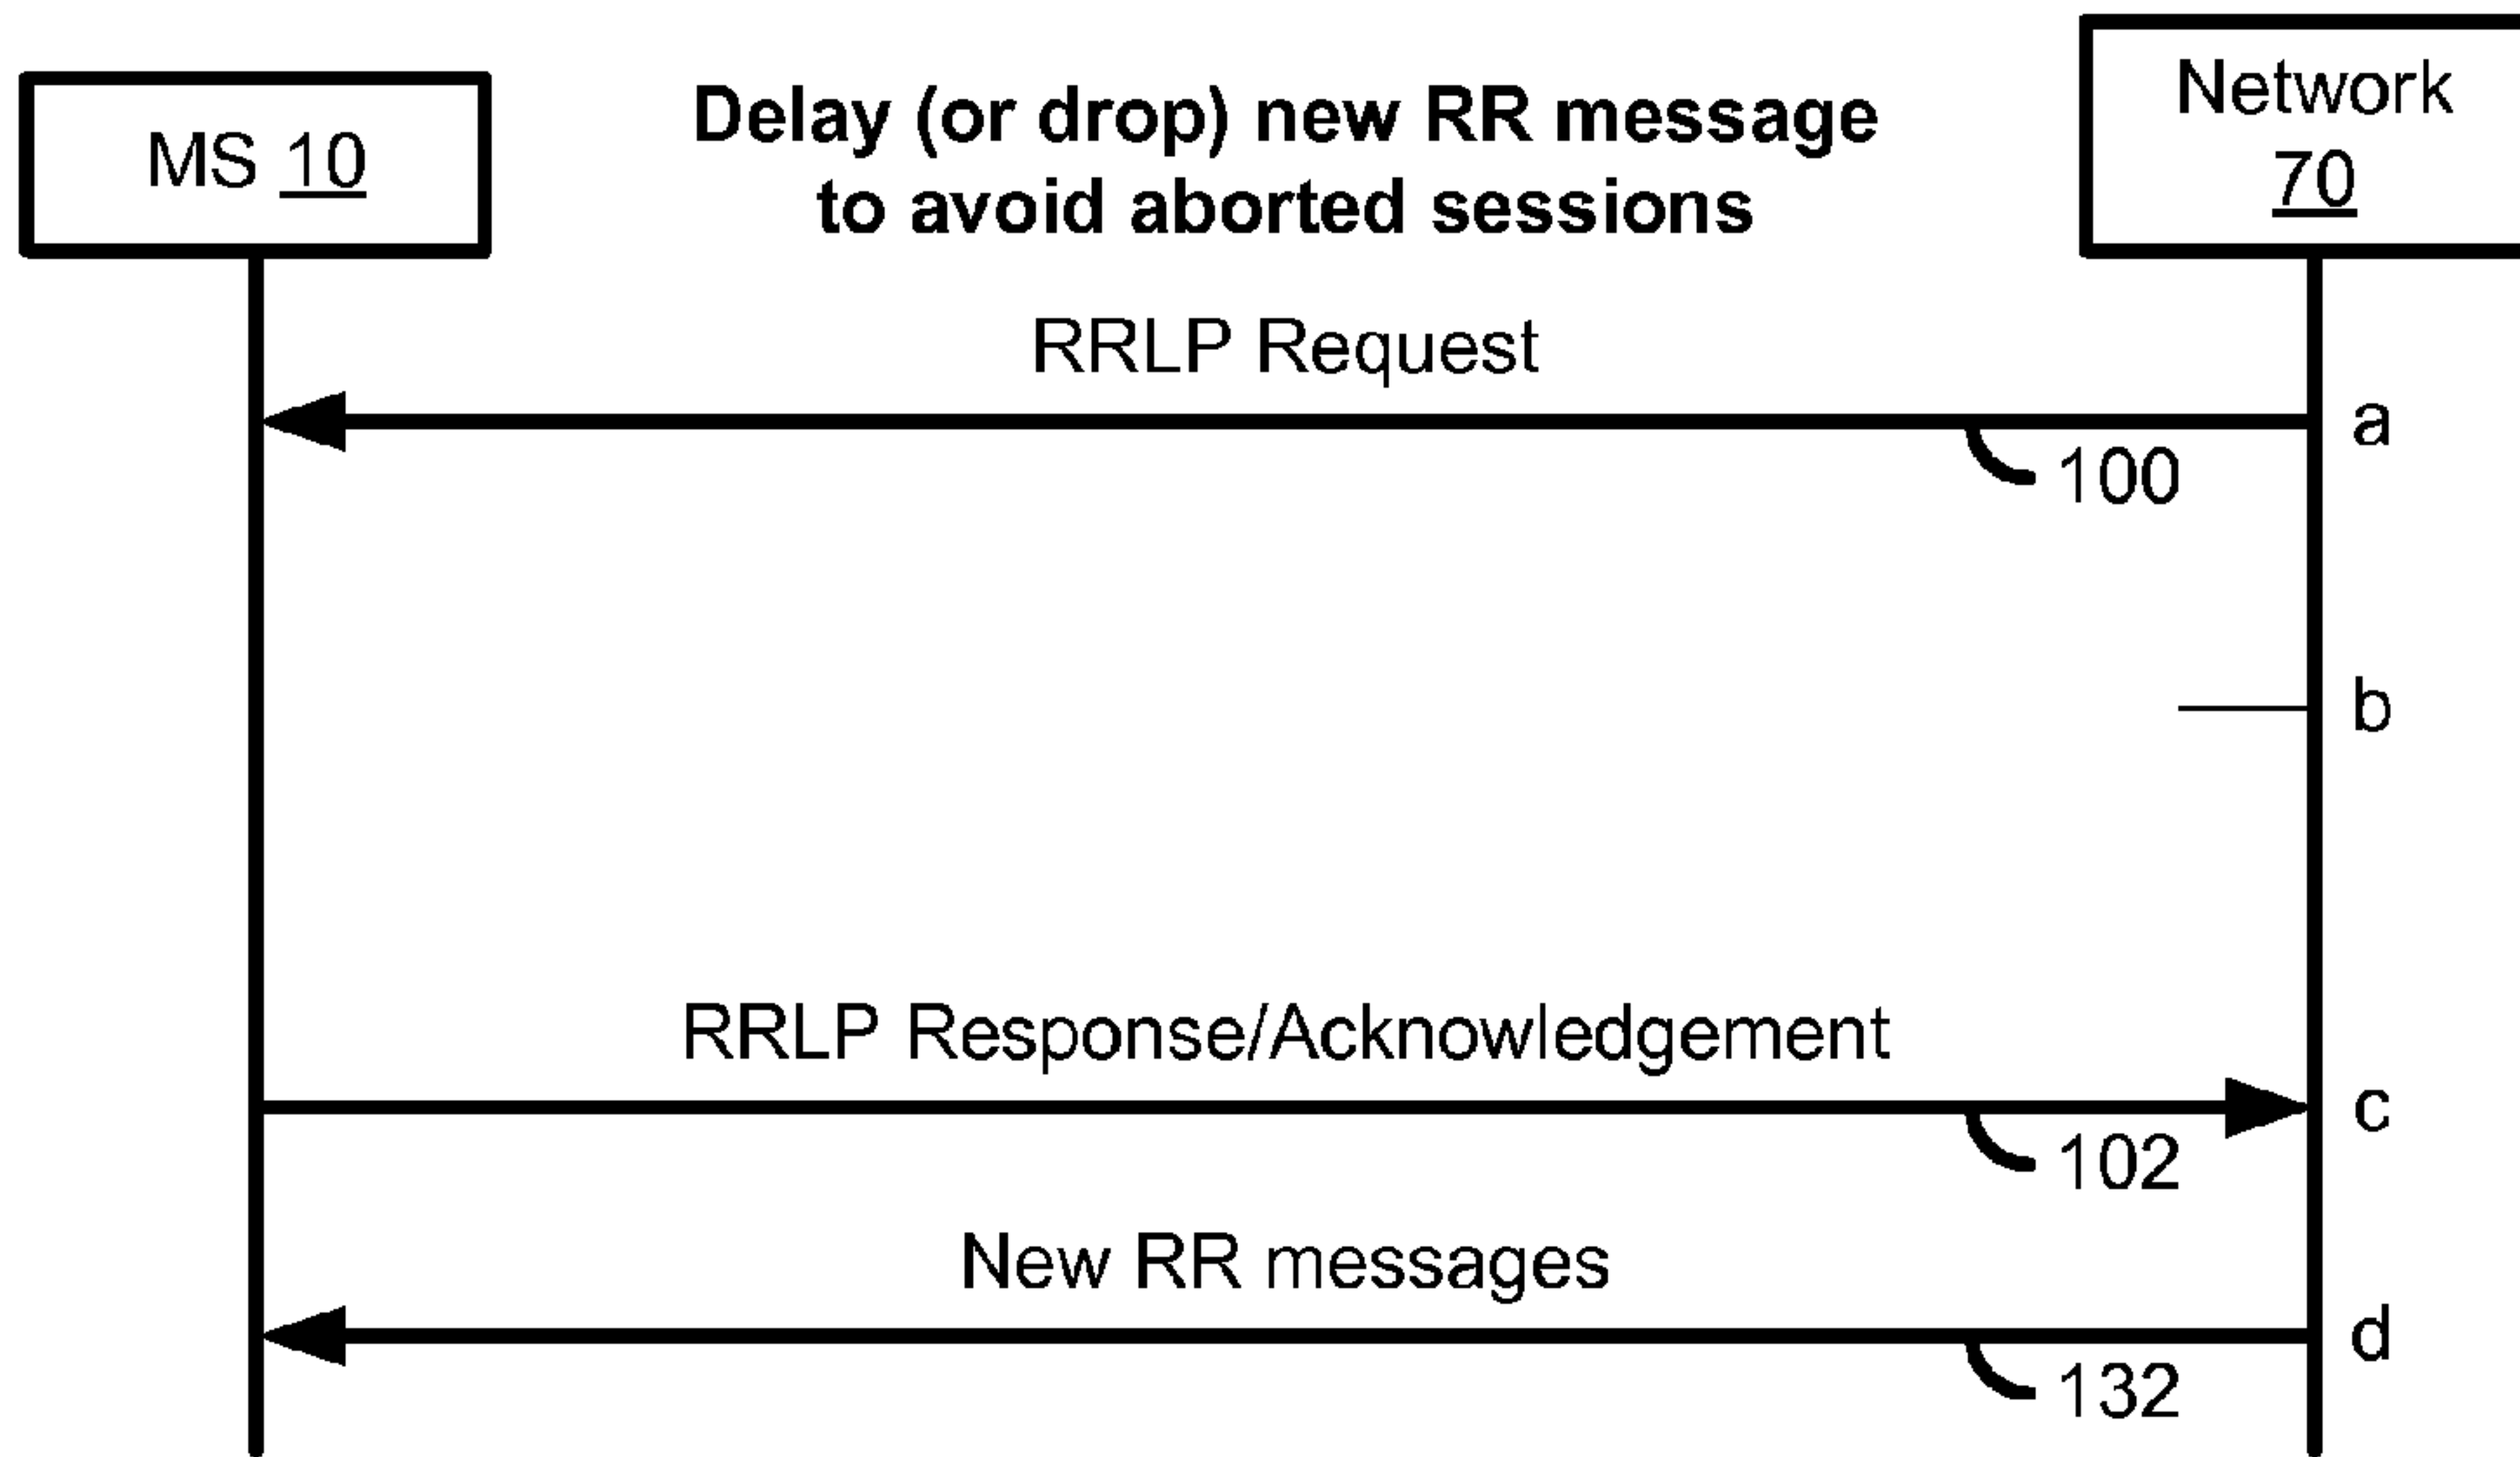 MS 10
Delay (or drop) new RR message
to avoid aborted sessions
Network
70
RRLP Request
a
100
b
RRLP Response/Acknowledgement
c
102
New RR messages
d
132